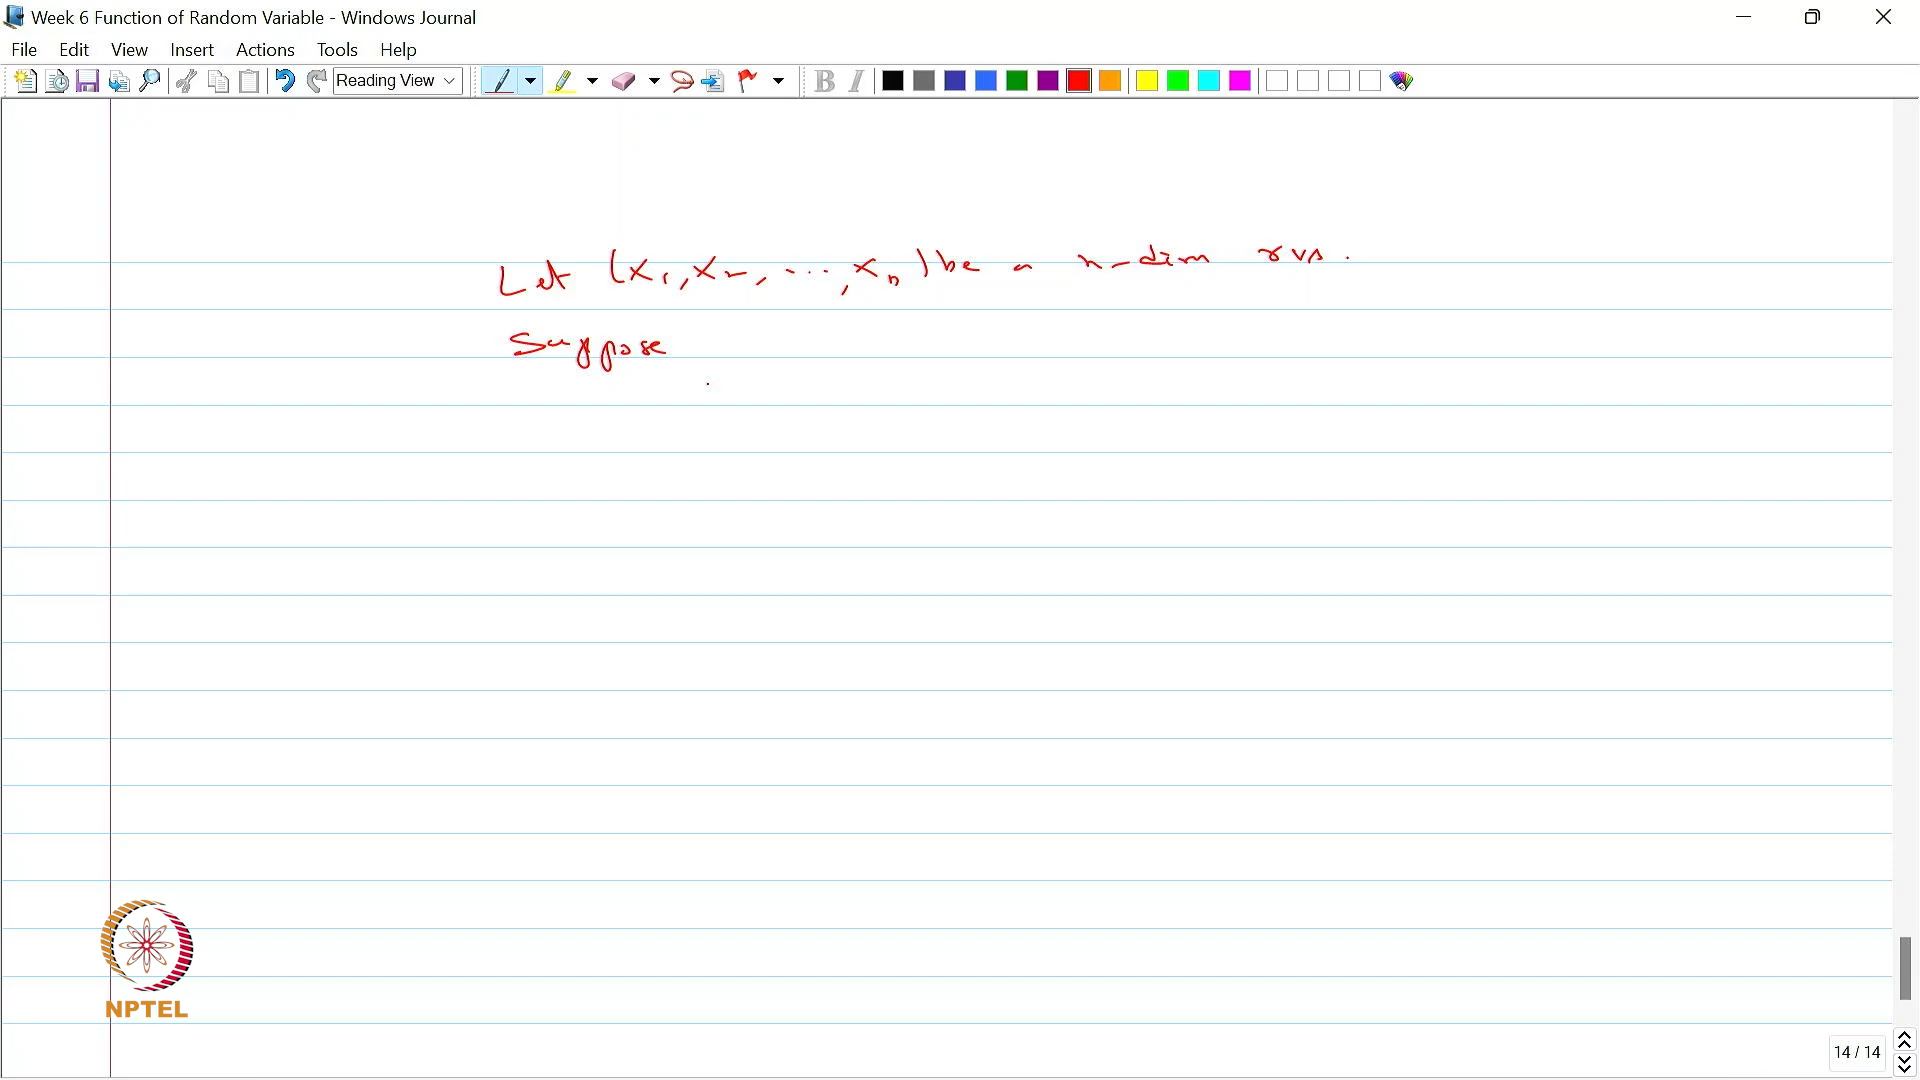 Week 6 Function of Random Variable - Windows Journal
File Edit View Insert Actions Tools Help
Reading View B I
Let (X₁, X₂, ..., Xₙ) be a n-dim rvs.
Suppose
NPTEL
14 / 14